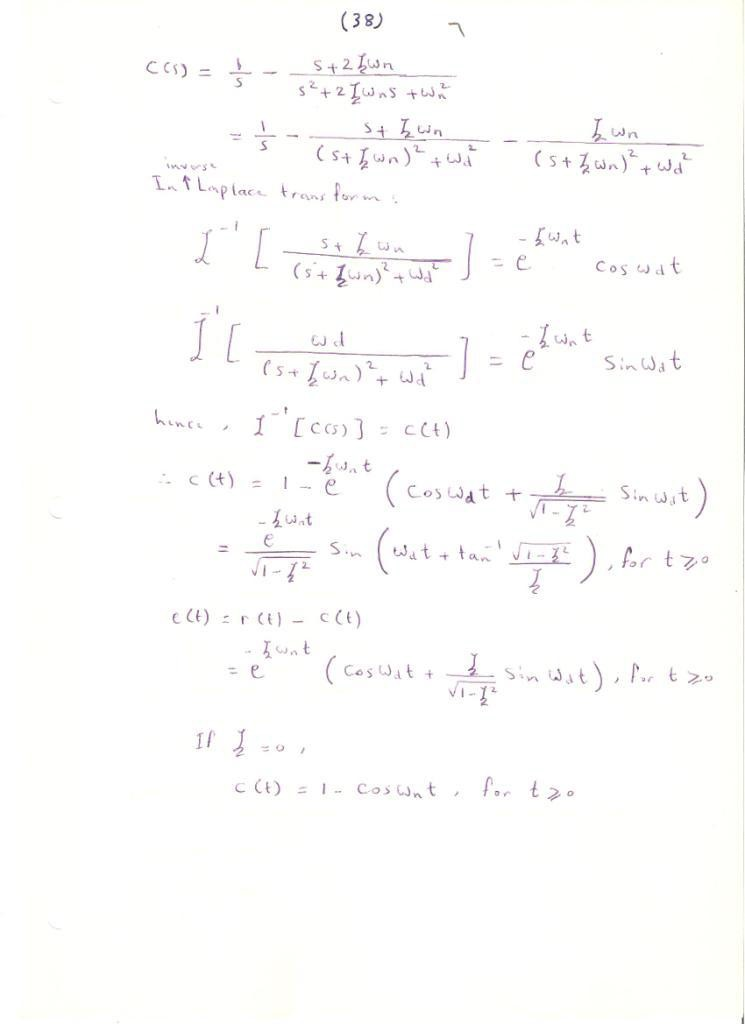 (38) 7
C(s) = 1/s - (s + 2ζωn)/(s² + 2ζωns + ωn²)
= 1/s - (s + ζωn)/((s + ζωn)² + ωd²) - ζωn/((s + ζωn)² + ωd²)
inverse
In ↑ Laplace transform:
ℒ⁻¹ [ (s + ζωn)/((s + ζωn)² + ωd²) ] = e^(-ζωnt) cos ωdt
ℒ⁻¹ [ ωd/((s + ζωn)² + ωd²) ] = e^(-ζωnt) sin ωdt
hence, ℒ⁻¹ [C(s)] = c(t)
∴ c(t) = 1 - e^(-ζωnt) (cos ωdt + ζ/√(1-ζ²) sin ωdt)
= e^(-ζωnt)/√(1-ζ²) sin (ωdt + tan⁻¹ √(1-ζ²)/ζ), for t ≥ 0
e(t) = r(t) - c(t)
= e^(-ζωnt) (cos ωdt + ζ/√(1-ζ²) sin ωdt), for t ≥ 0
If ζ = 0,
c(t) = 1 - cos ωnt, for t ≥ 0